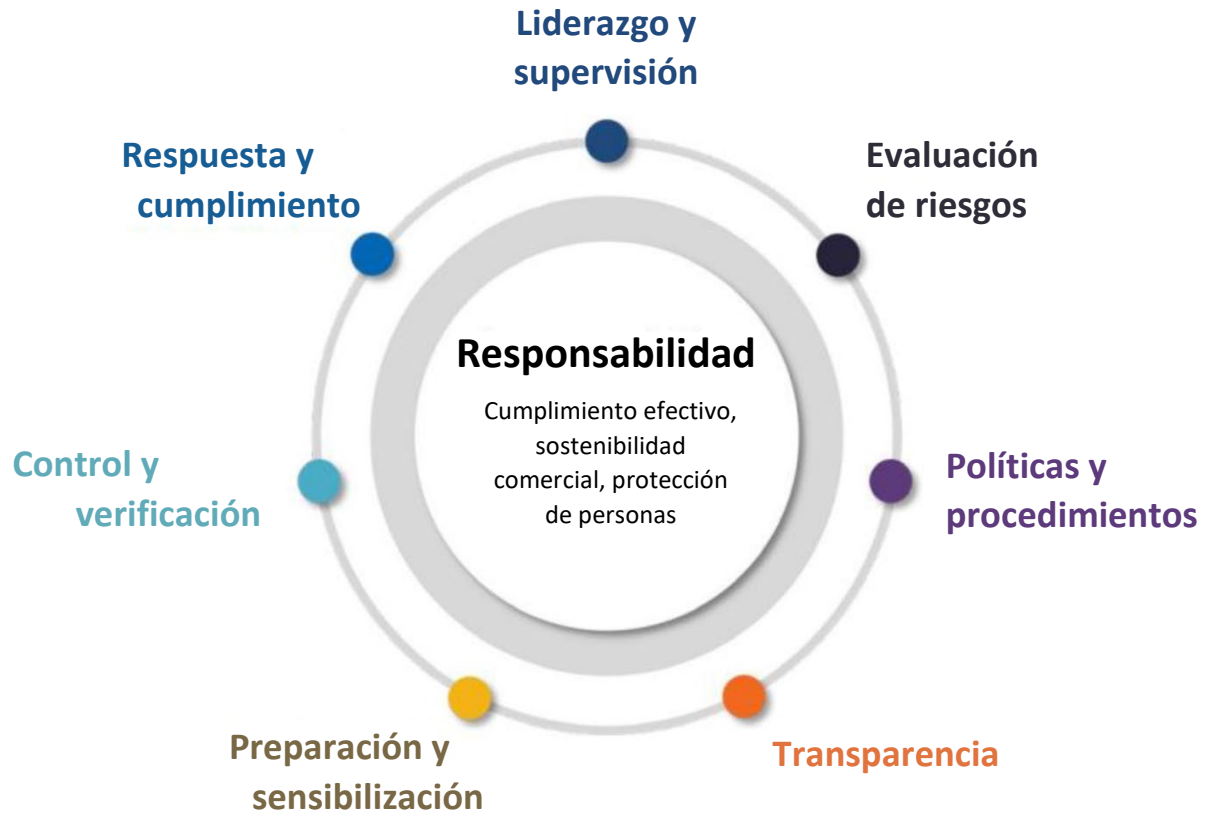 Liderazgo y
supervisión
Respuesta y
cumplimiento
Evaluación
de riesgos
Responsabilidad
Cumplimiento efectivo,
sostenibilidad
comercial, protección
de personas
Control y
verificación
Políticas y
procedimientos
Preparación y
sensibilización
Transparencia